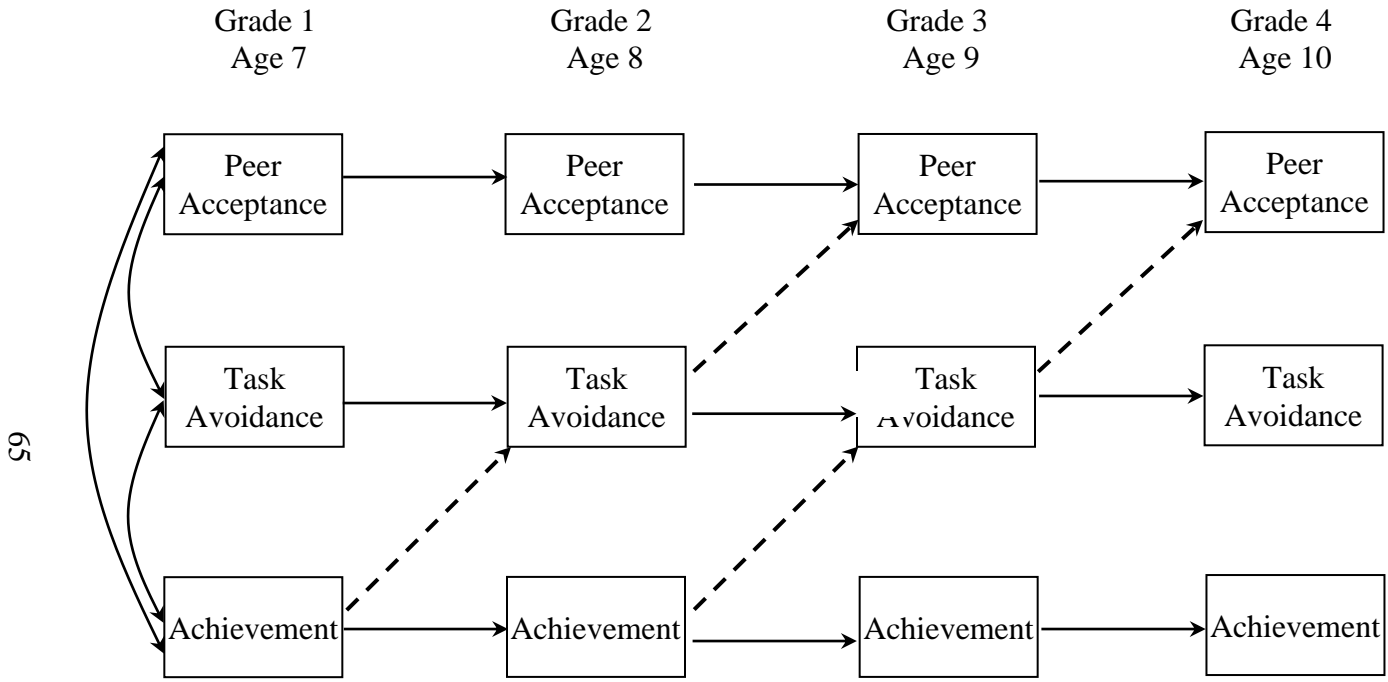 Grade 1
Age 7
Grade 2
Age 8
Grade 3
Age 9
Grade 4
Age 10
Peer
Acceptance
Peer
Acceptance
Peer
Acceptance
Peer
Acceptance
Task
Avoidance
Task
Avoidance
Task
Avoidance
Task
Avoidance
65
Achievement
Achievement
Achievement
Achievement